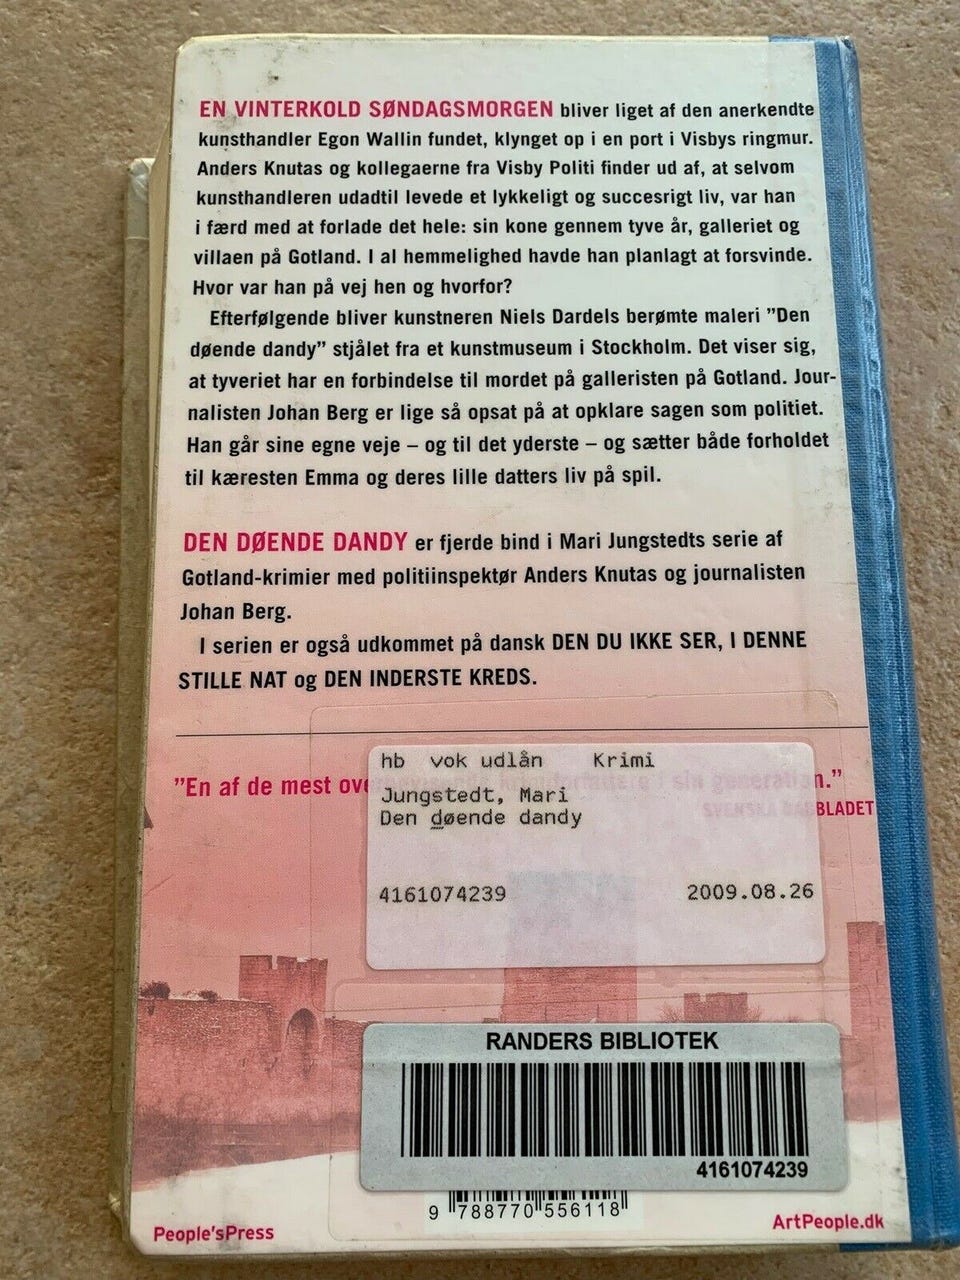 EN VINTERKOLD SØNDAGSMORGEN bliver liget af den anerkendte
kunsthandler Egon Wallin fundet, klynget op i en port i Visbys ringmur.
Anders Knutas og kollegaerne fra Visby Politi finder ud af, at selvom
kunsthandleren udadtil levede et lykkeligt og succesrigt liv, var han
i færd med at forlade det hele: sin kone gennem tyve år, galleriet og
villaen på Gotland. I al hemmelighed havde han planlagt at forsvinde.
Hvor var han på vej hen og hvorfor?
Efterfølgende bliver kunstneren Niels Dardels berømte maleri ”Den
døende dandy” stjålet fra et kunstmuseum i Stockholm. Det viser sig,
at tyveriet har en forbindelse til mordet på galleristen på Gotland. Jour-
nalisten Johan Berg er lige så opsat på at opklare sagen som politiet.
Han går sine egne veje – og til det yderste – og sætter både forholdet
til kæresten Emma og deres lille datters liv på spil.
DEN DØENDE DANDY er fjerde bind i Mari Jungstedts serie af
Gotland-krimier med politiinspektør Anders Knutas og journalisten
Johan Berg.
I serien er også udkommet på dansk DEN DU IKKE SER, I DENNE
STILLE NAT og DEN INDERSTE KREDS.
”En af de mest overbevisende krimiforfattere i sin generation.”
SVENSKA DAGBLADET
hb vok udlån Krimi
Jungstedt, Mari
Den døende dandy
4161074239 2009.08.26
RANDERS BIBLIOTEK
4161074239
9 788770 556118
People'sPress
ArtPeople.dk